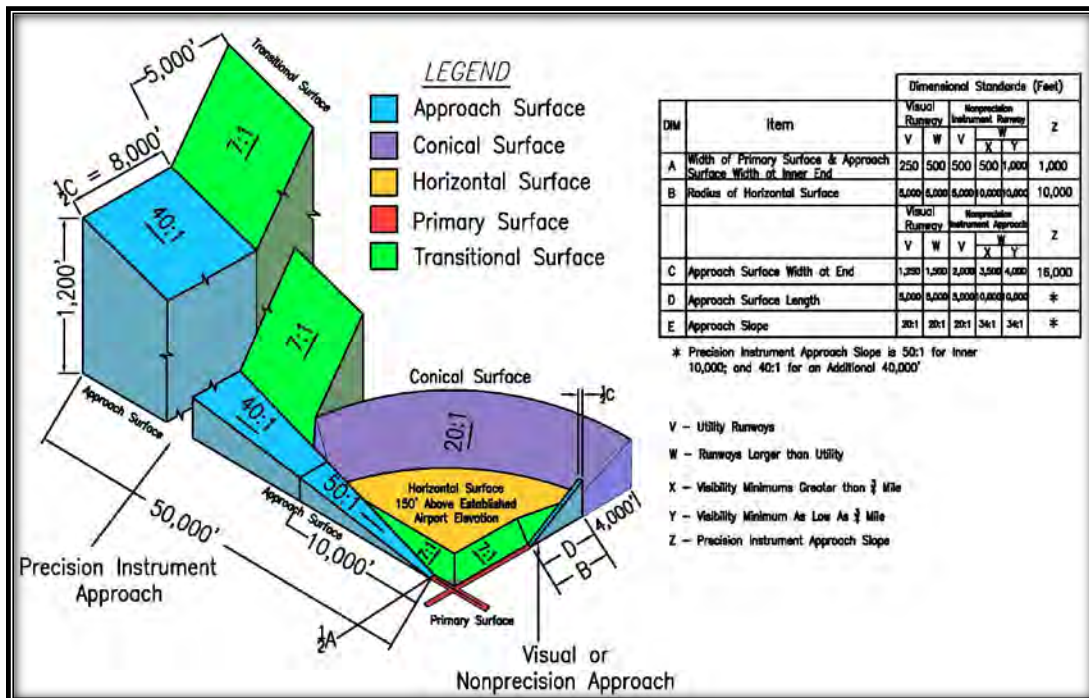 5,000'
Transitional Surface
7:1
½C = 8,000'
40:1
1,200'
Approach Surface
7:1
40:1
50:1
Approach Surface
50,000'
10,000'
Precision Instrument
Approach
½A
LEGEND
Approach Surface
Conical Surface
Horizontal Surface
Primary Surface
Transitional Surface
Conical Surface
20:1
½C
Horizontal Surface
150' Above Established
Airport Elevation
7:1
7:1
4,000'
D
B
Primary Surface
Visual or
Nonprecision Approach
Dimensional Standards (Feet)
DIM Item Visual Runway Nonprecision Instrument Runway Z
V W V W
X Y
A Width of Primary Surface & Approach Surface Width at Inner End 250 500 500 500 1,000 1,000
B Radius of Horizontal Surface 5,000 5,000 5,000 10,000 10,000 10,000
Visual Runway Nonprecision Instrument Approach Z
V W V W
X Y
C Approach Surface Width at End 1,250 1,500 2,000 3,500 4,000 16,000
D Approach Surface Length 5,000 5,000 5,000 10,000 10,000 *
E Approach Slope 20:1 20:1 20:1 34:1 34:1 *
* Precision Instrument Approach Slope is 50:1 for Inner
10,000; and 40:1 for an Additional 40,000'
V – Utility Runways
W – Runways Larger than Utility
X – Visibility Minimums Greater than ¾ Mile
Y – Visibility Minimum As Low As ¾ Mile
Z – Precision Instrument Approach Slope